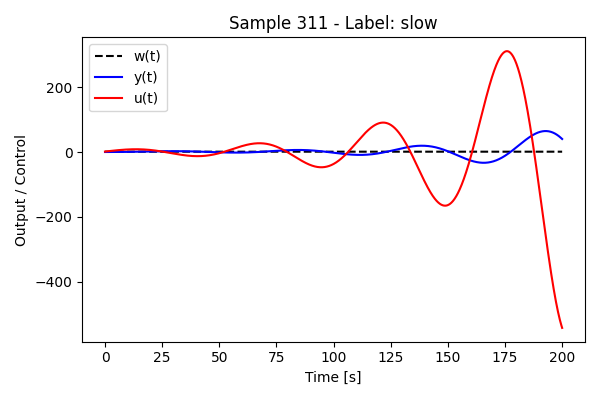 Sample 311 - Label: slow
w(t)
y(t)
u(t)
Output / Control
200
0
−200
−400
0
25
50
75
100
125
150
175
200
Time [s]